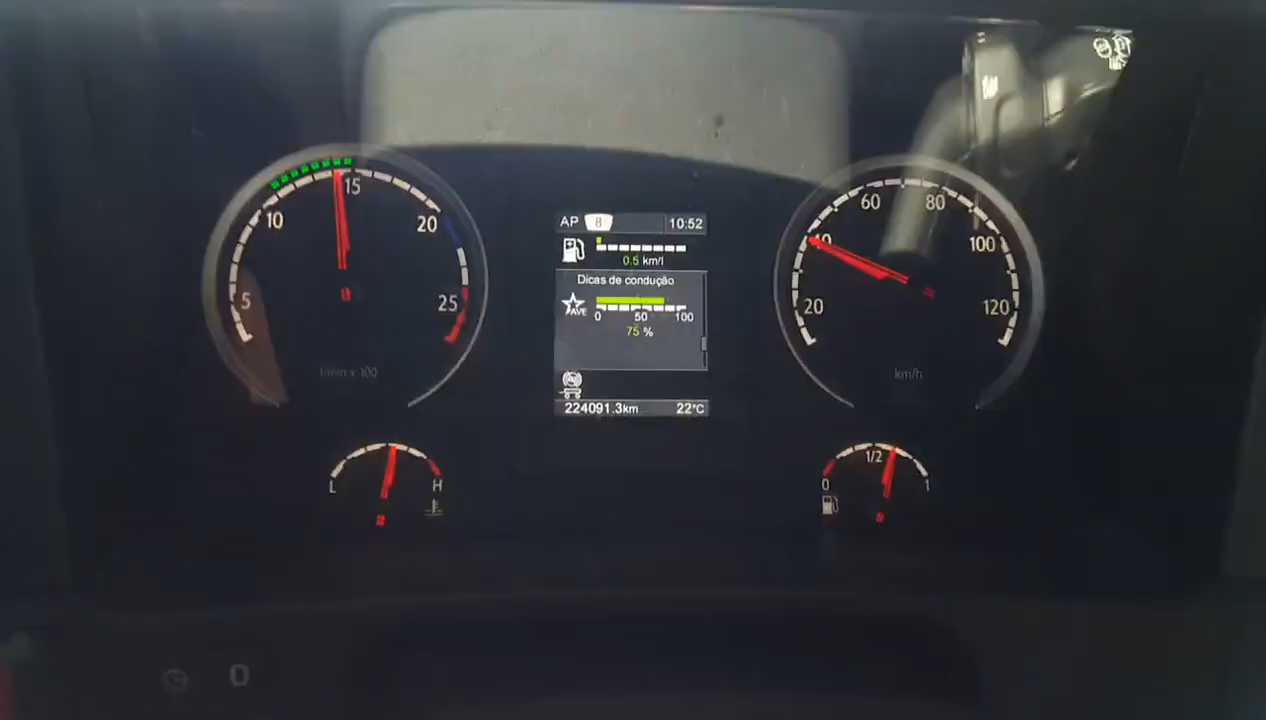 5
10
15
20
25
1/min x 100
AP 8 10:52
0.5 km/l
Dicas de condução
AVE
0 50 100
75 %
224091.3km 22°C
20
40
60
80
100
120
km/h
L H
0 1/2 1